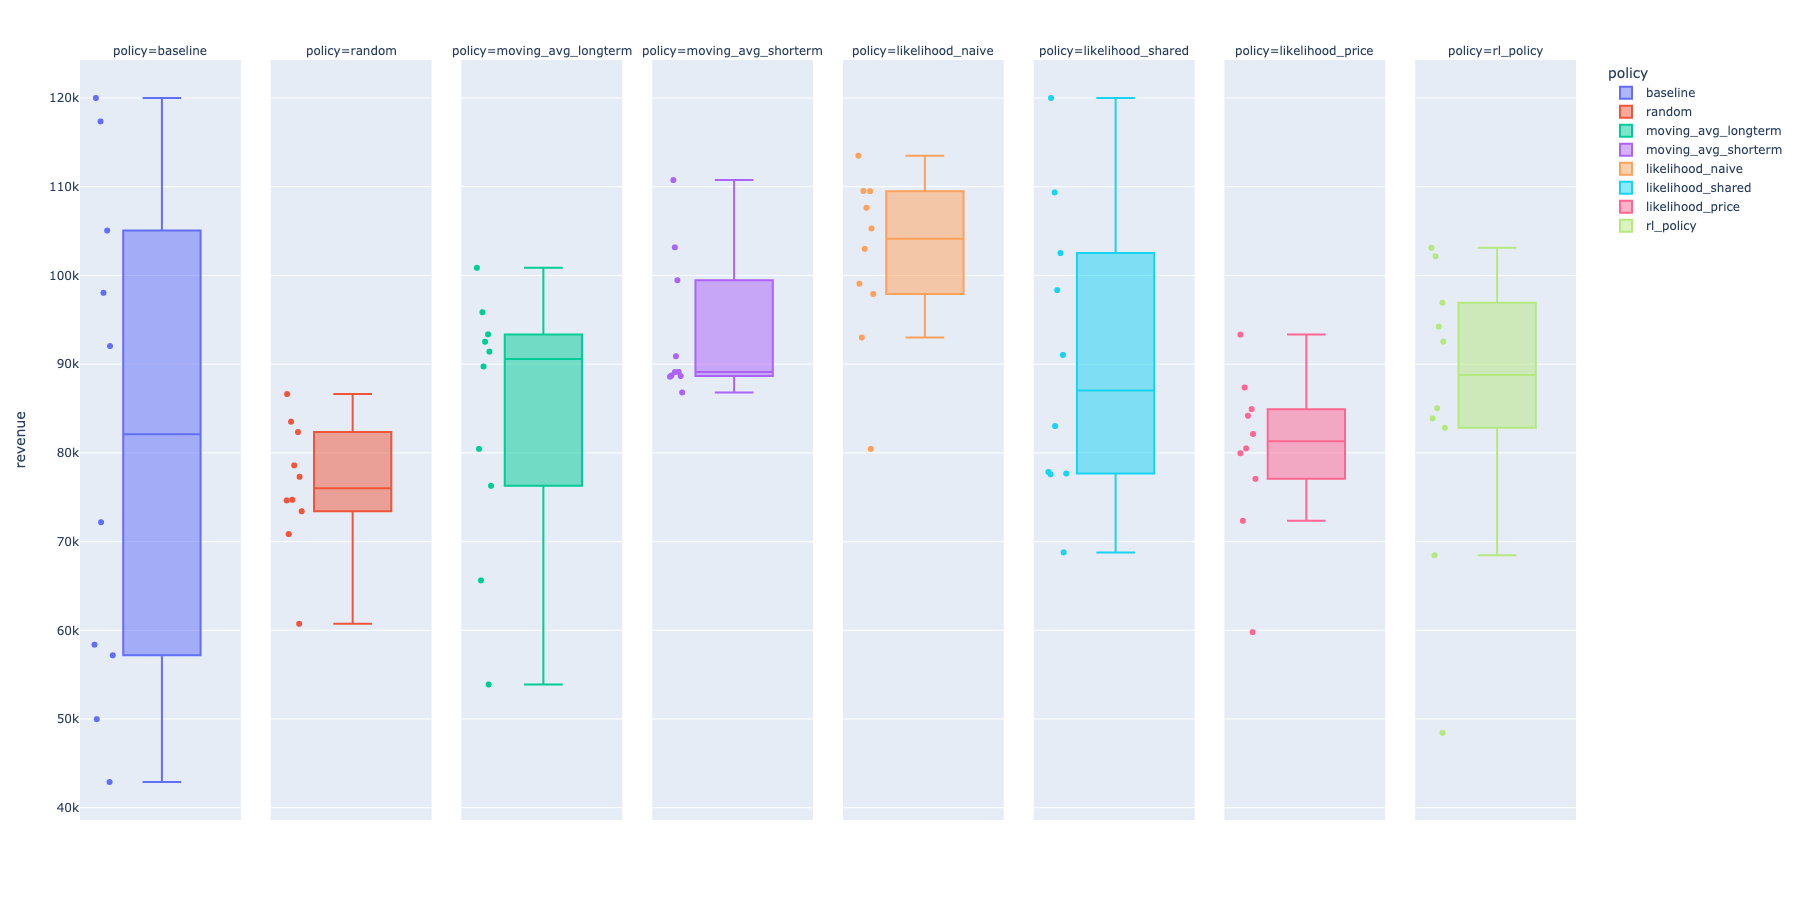 policy=baseline
policy=random
policy=moving_avg_longterm
policy=moving_avg_shorterm
policy=likelihood_naive
policy=likelihood_shared
policy=likelihood_price
policy=rl_policy
policy
baseline
random
moving_avg_longterm
moving_avg_shorterm
likelihood_naive
likelihood_shared
likelihood_price
rl_policy
120k
110k
100k
90k
80k
70k
60k
50k
40k
revenue